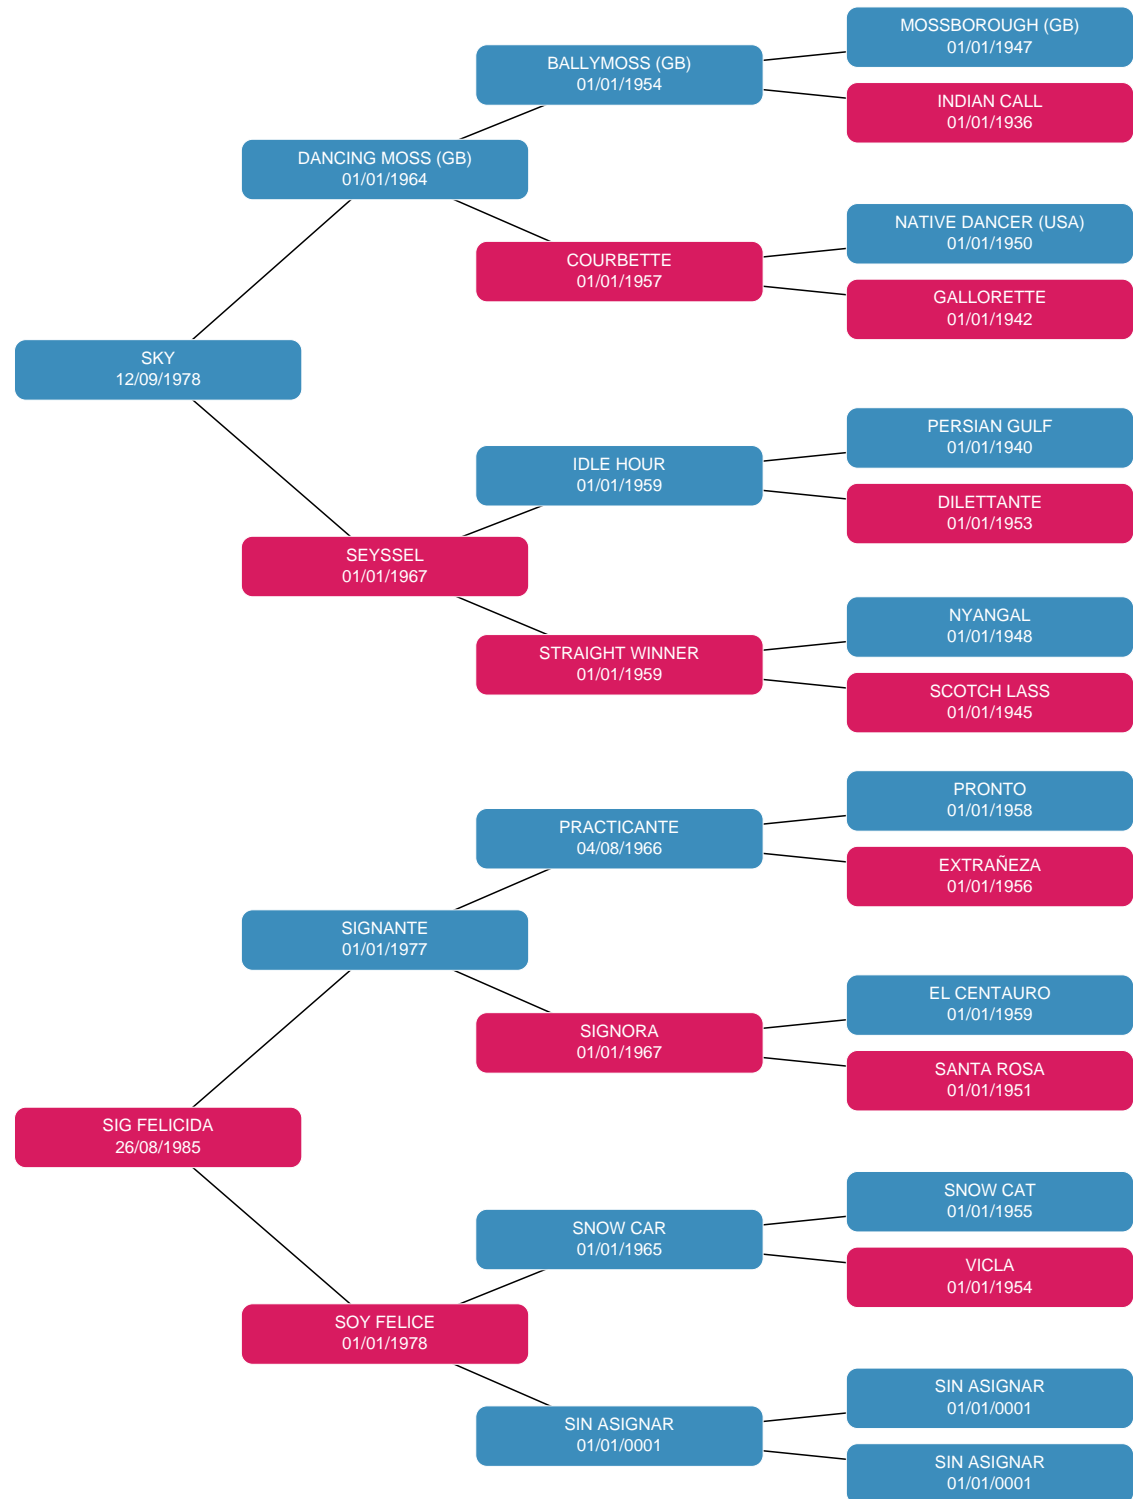 MOSSBOROUGH (GB)
01/01/1947
BALLYMOSS (GB)
01/01/1954
INDIAN CALL
01/01/1936
DANCING MOSS (GB)
01/01/1964
NATIVE DANCER (USA)
01/01/1950
COURBETTE
01/01/1957
GALLORETTE
01/01/1942
SKY
12/09/1978
PERSIAN GULF
01/01/1940
IDLE HOUR
01/01/1959
DILETTANTE
01/01/1953
SEYSSEL
01/01/1967
NYANGAL
01/01/1948
STRAIGHT WINNER
01/01/1959
SCOTCH LASS
01/01/1945
PRONTO
01/01/1958
PRACTICANTE
04/08/1966
EXTRAÑEZA
01/01/1956
SIGNANTE
01/01/1977
EL CENTAURO
01/01/1959
SIGNORA
01/01/1967
SANTA ROSA
01/01/1951
SIG FELICIDA
26/08/1985
SNOW CAT
01/01/1955
SNOW CAR
01/01/1965
VICLA
01/01/1954
SOY FELICE
01/01/1978
SIN ASIGNAR
01/01/0001
SIN ASIGNAR
01/01/0001
SIN ASIGNAR
01/01/0001